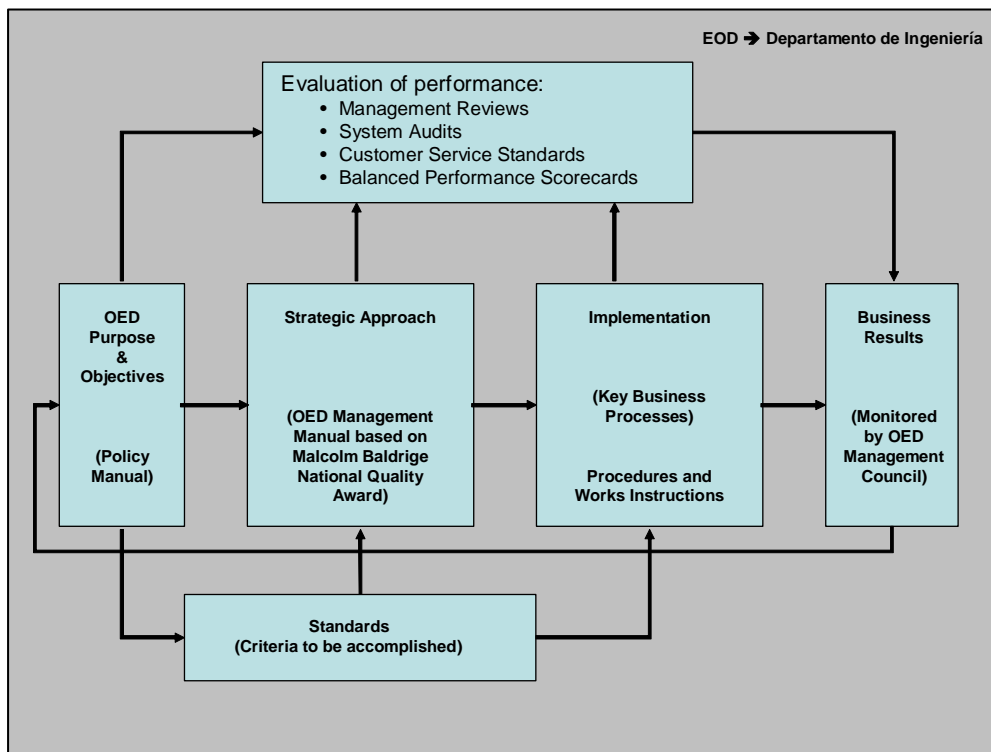 EOD ➔ Departamento de Ingeniería
Evaluation of performance:
• Management Reviews
• System Audits
• Customer Service Standards
• Balanced Performance Scorecards
OED
Purpose
&
Objectives
(Policy
Manual)
Strategic Approach
(OED Management
Manual based on
Malcolm Baldrige
National Quality
Award)
Implementation
(Key Business
Processes)
Procedures and
Works Instructions
Business
Results
(Monitored
by OED
Management
Council)
Standards
(Criteria to be accomplished)